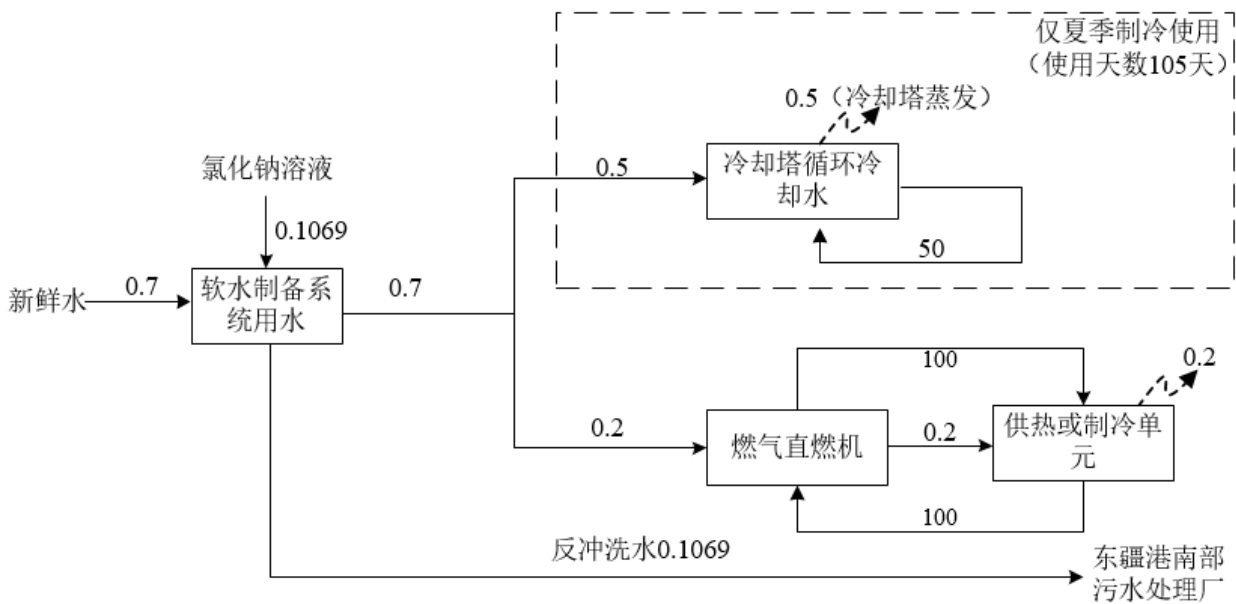 仅夏季制冷使用
（使用天数105天）
0.5（冷却塔蒸发）
冷却塔循环冷
却水
0.5
50
氯化钠溶液
0.1069
新鲜水
0.7
软水制备系
统用水
0.7
100
0.2
0.2
燃气直燃机
0.2
供热或制冷单
元
100
反冲洗水0.1069
东疆港南部
污水处理厂